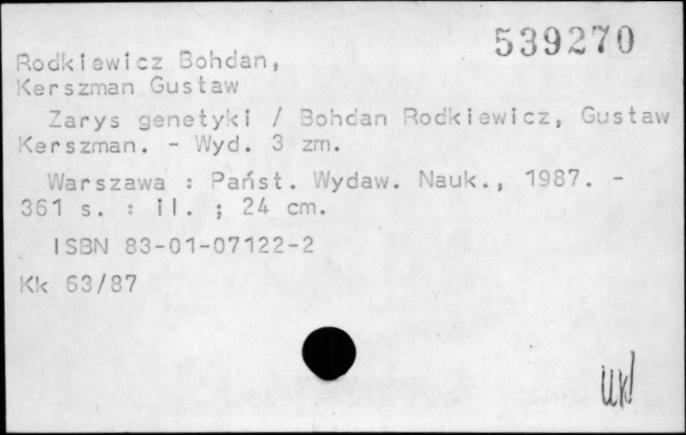 539270
Rodkiewicz Bohdan,
Kerszman Gustaw
Zarys genetyki / Bohdan Rodkiewicz, Gustaw
Kerszman. - Wyd. 3 zm.
Warszawa : Państ. Wydaw. Nauk., 1987. -
361 s. : il. ; 24 cm.
ISBN 83-01-07122-2
Kk 63/87